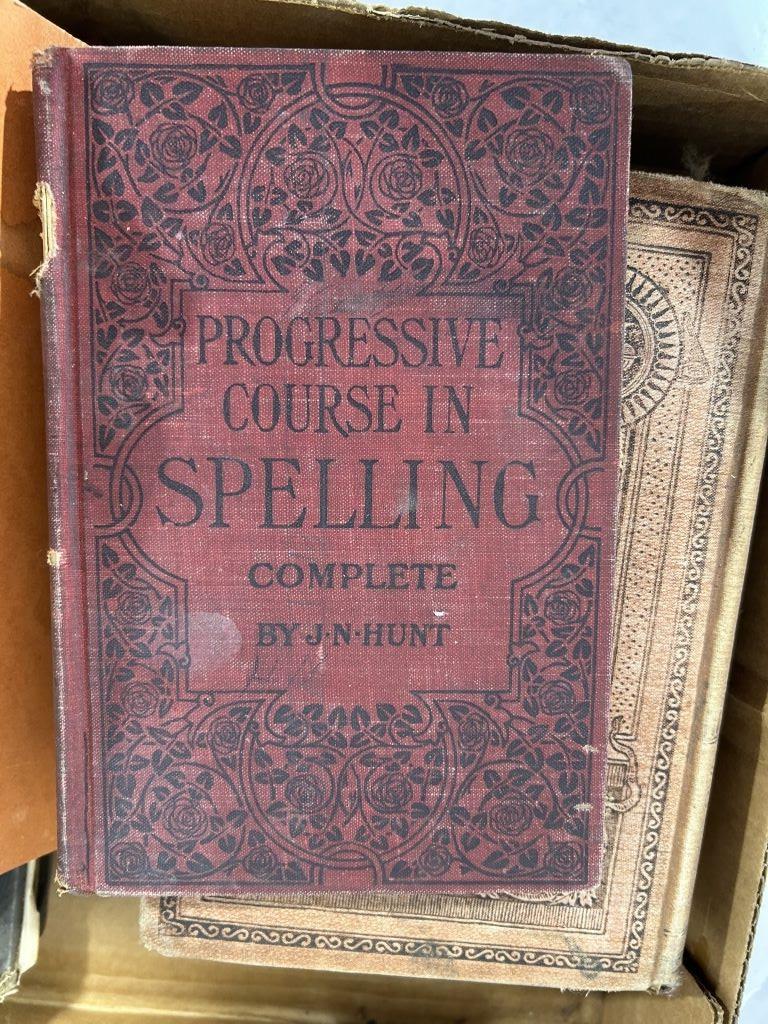 PROGRESSIVE
COURSE IN
SPELLING
COMPLETE
BY J·N·HUNT